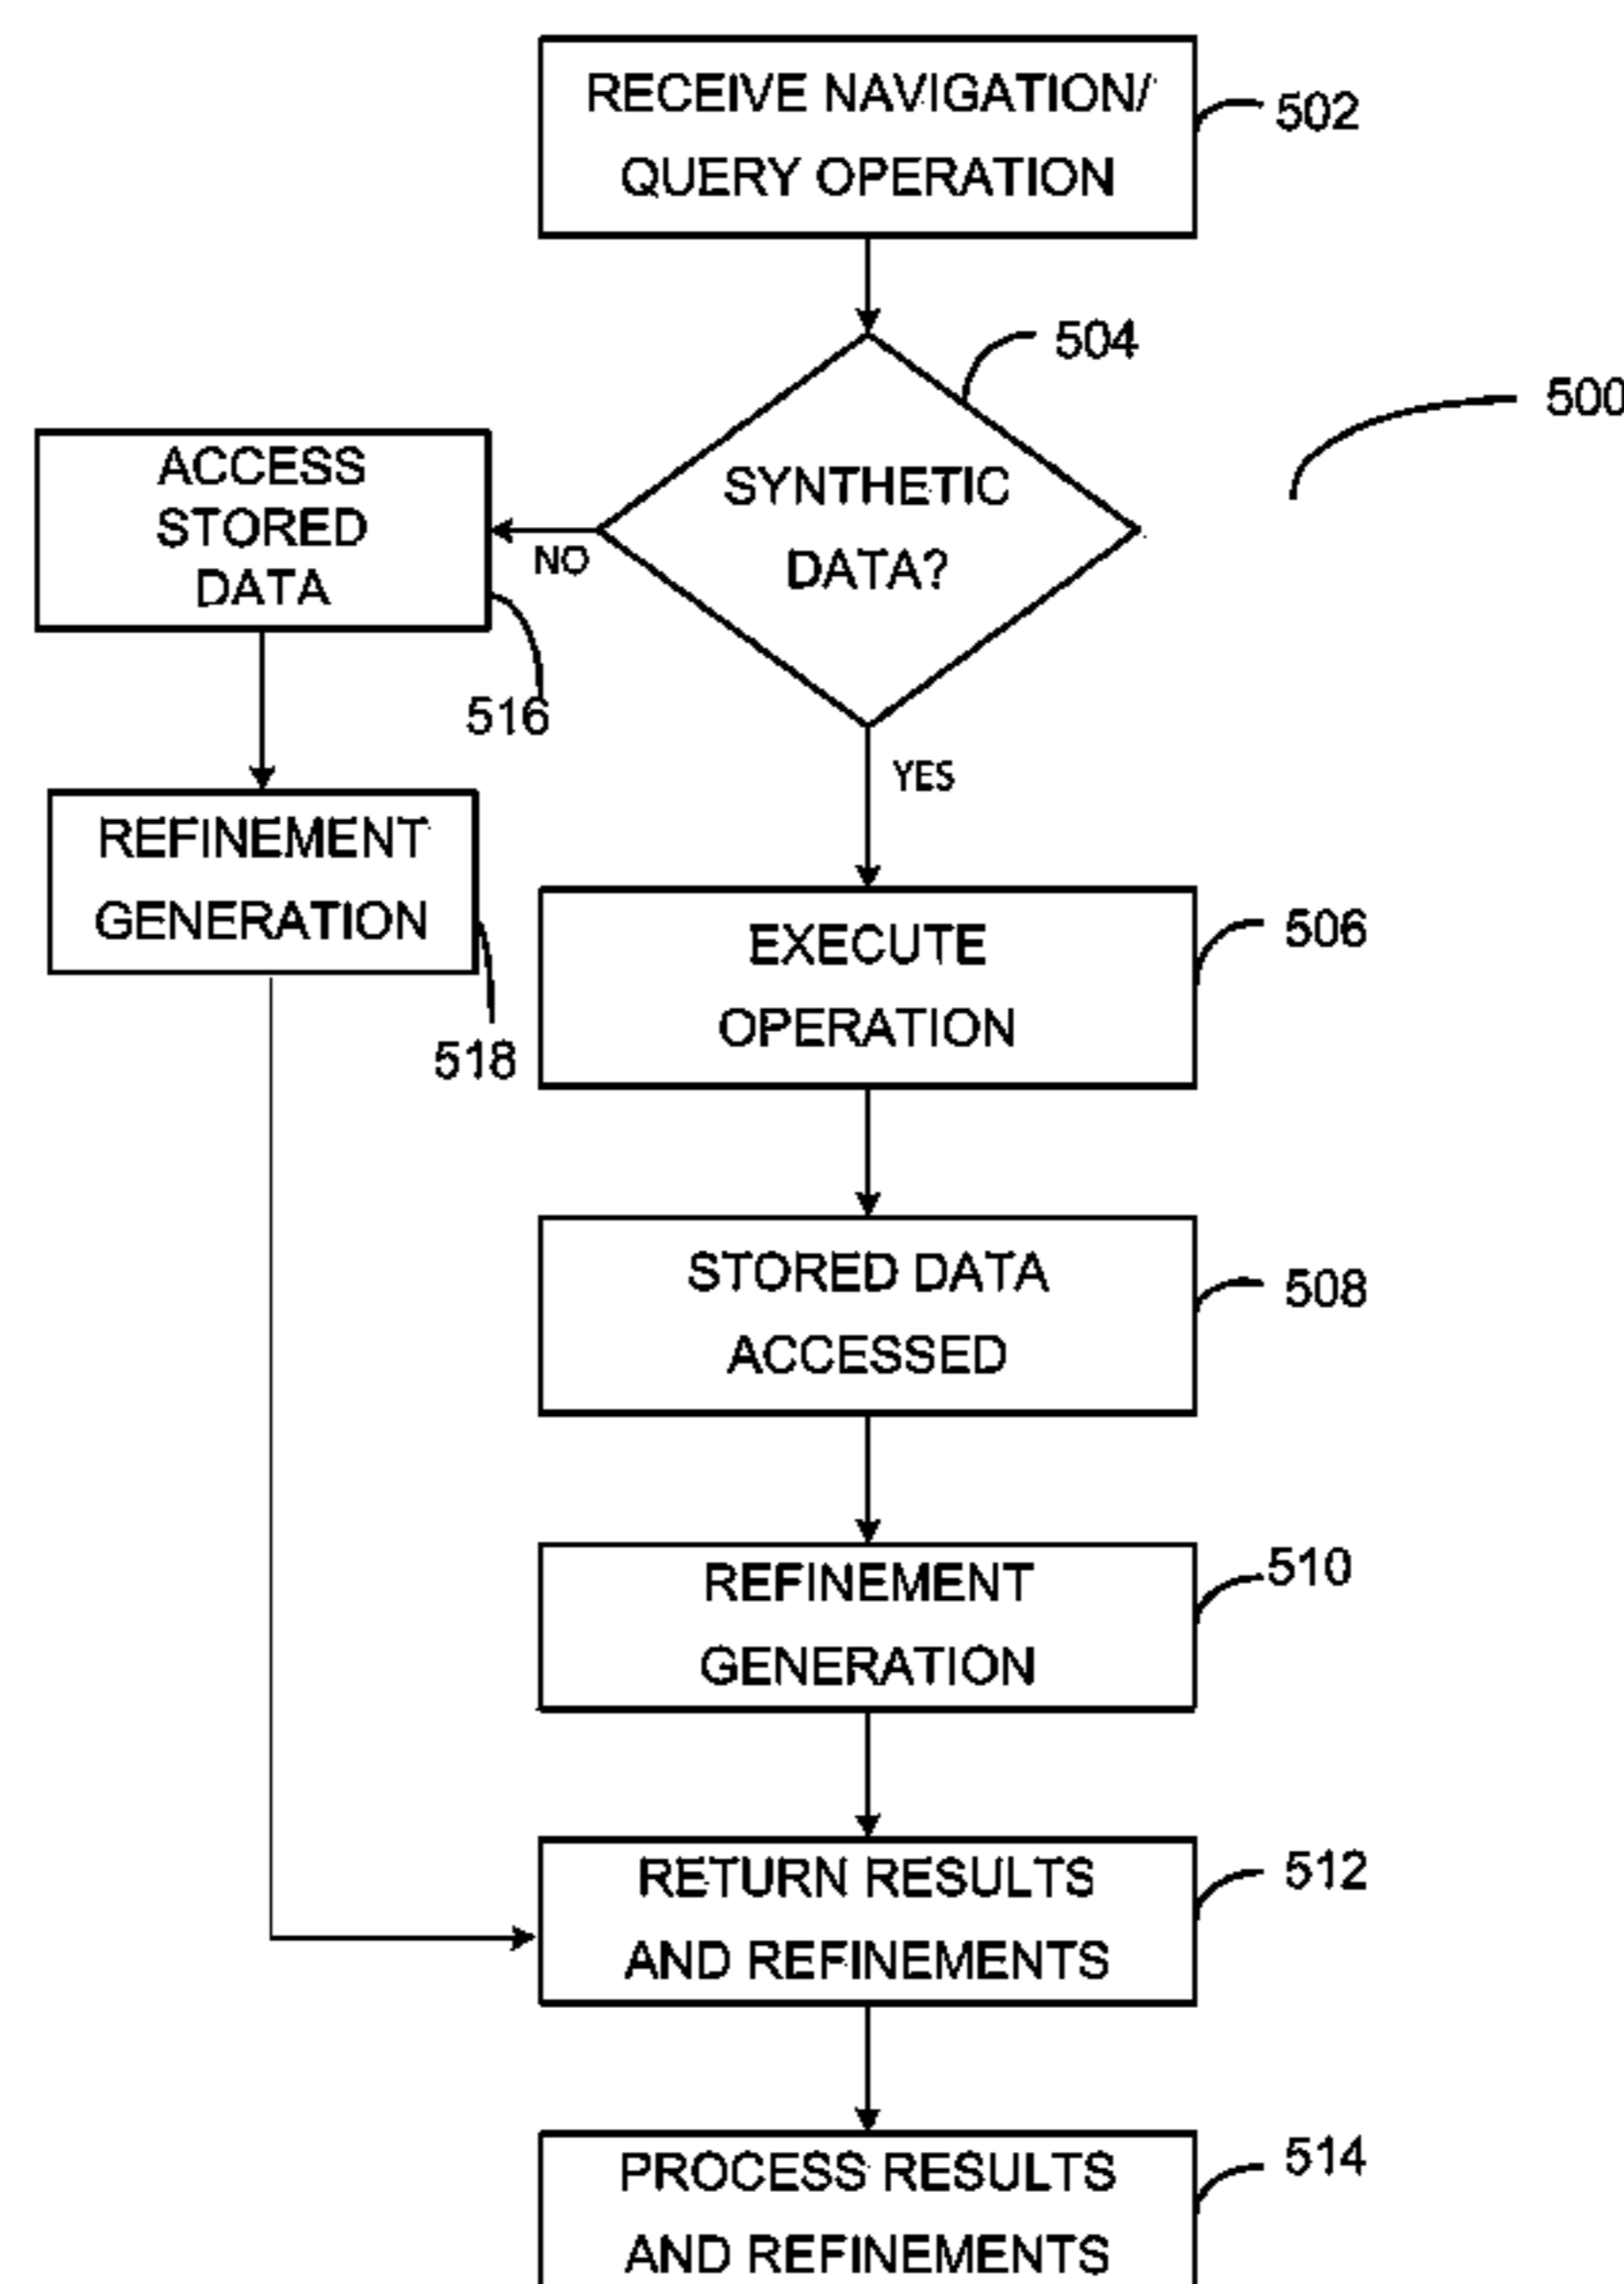 RECEIVE NAVIGATION/
QUERY OPERATION
502
504
500
SYNTHETIC
DATA?
NO
YES
ACCESS
STORED
DATA
516
REFINEMENT
GENERATION
518
EXECUTE
OPERATION
506
STORED DATA
ACCESSED
508
REFINEMENT
GENERATION
510
RETURN RESULTS
AND REFINEMENTS
512
PROCESS RESULTS
AND REFINEMENTS
514